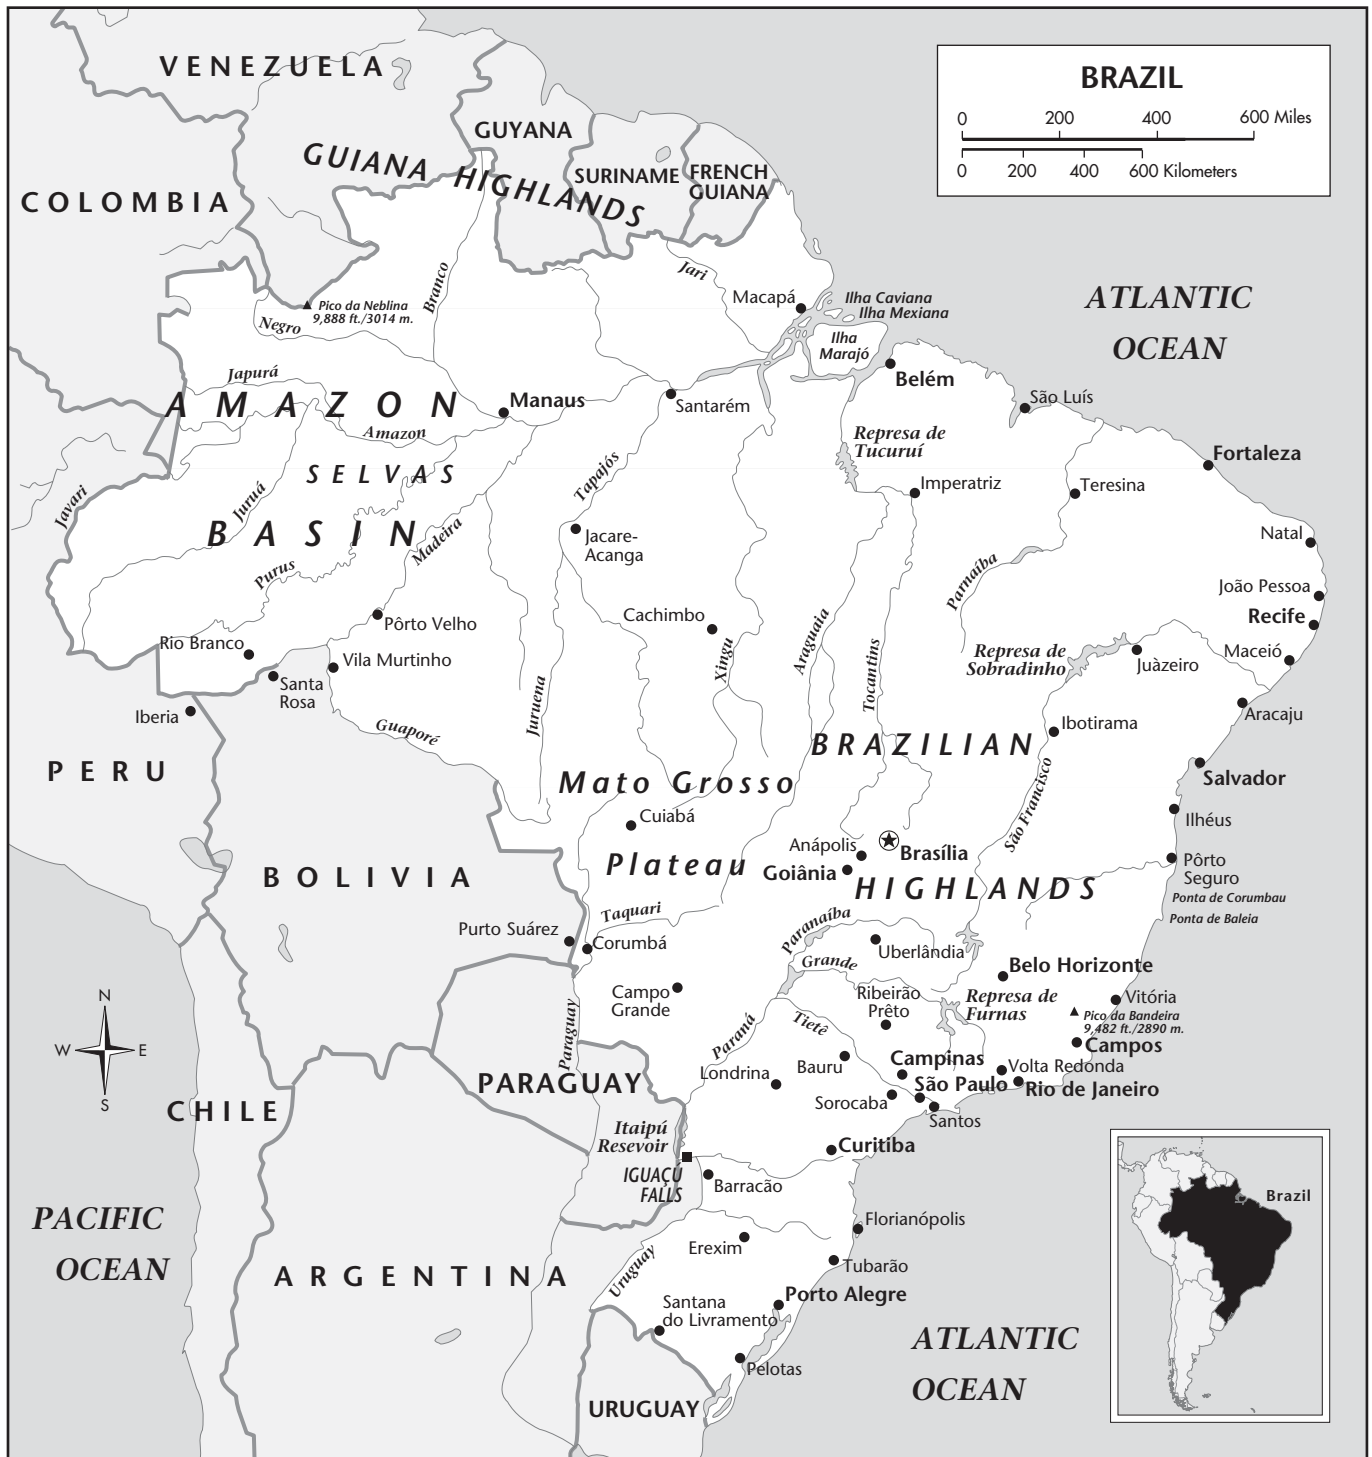 BRAZIL
0 200 400 600 Miles
0 200 400 600 Kilometers
VENEZUELA
GUYANA
SURINAME
FRENCH
GUIANA
GUIANA HIGHLANDS
COLOMBIA
Pico da Neblina
9,888 ft./3014 m.
Negro
Branco
Jari
Macapá
Ilha Caviana
Ilha Mexiana
Ilha
Marajó
ATLANTIC
OCEAN
Japurá
AMAZON
Manaus
Amazon
Santarém
Belém
São Luís
SELVAS
BASIN
Javari
Juruá
Purus
Madeira
Tapajós
Jacare-
Acanga
Represa de
Tucuruí
Imperatriz
Teresina
Fortaleza
Natal
João Pessoa
Recife
Maceió
Parnaíba
Represa de
Sobradinho
Juàzeiro
Aracaju
Cachimbo
Xingu
Araguaia
Tocantins
Juruena
Pôrto Velho
Rio Branco
Vila Murtinho
Santa
Rosa
Iberia
Guaporé
PERU
BRAZILIAN
Ibotirama
São Francisco
Salvador
Ilhéus
Mato Grosso
Cuiabá
Plateau
Anápolis
Brasília
Goiânia
HIGHLANDS
Pôrto
Seguro
Ponta de Corumbau
Ponta de Baleia
BOLIVIA
Taquari
Purto Suárez
Corumbá
Paranaíba
Uberlândia
Grande
Belo Horizonte
Campo
Grande
Ribeirão
Prêto
Represa de
Furnas
Vitória
Pico da Bandeira
9,482 ft./2890 m.
Campos
N
W E
S
Paraguay
Paraná
Tietê
Bauru
Campinas
Volta Redonda
Londrina
São Paulo
Rio de Janeiro
PARAGUAY
Sorocaba
Santos
CHILE
Itaipú
Resevoir
Curitiba
IGUAÇÚ
FALLS
Barracão
PACIFIC
OCEAN
Florianópolis
Erexim
Tubarão
Uruguay
ARGENTINA
Santana
do Livramento
Porto Alegre
Pelotas
ATLANTIC
OCEAN
URUGUAY
Brazil